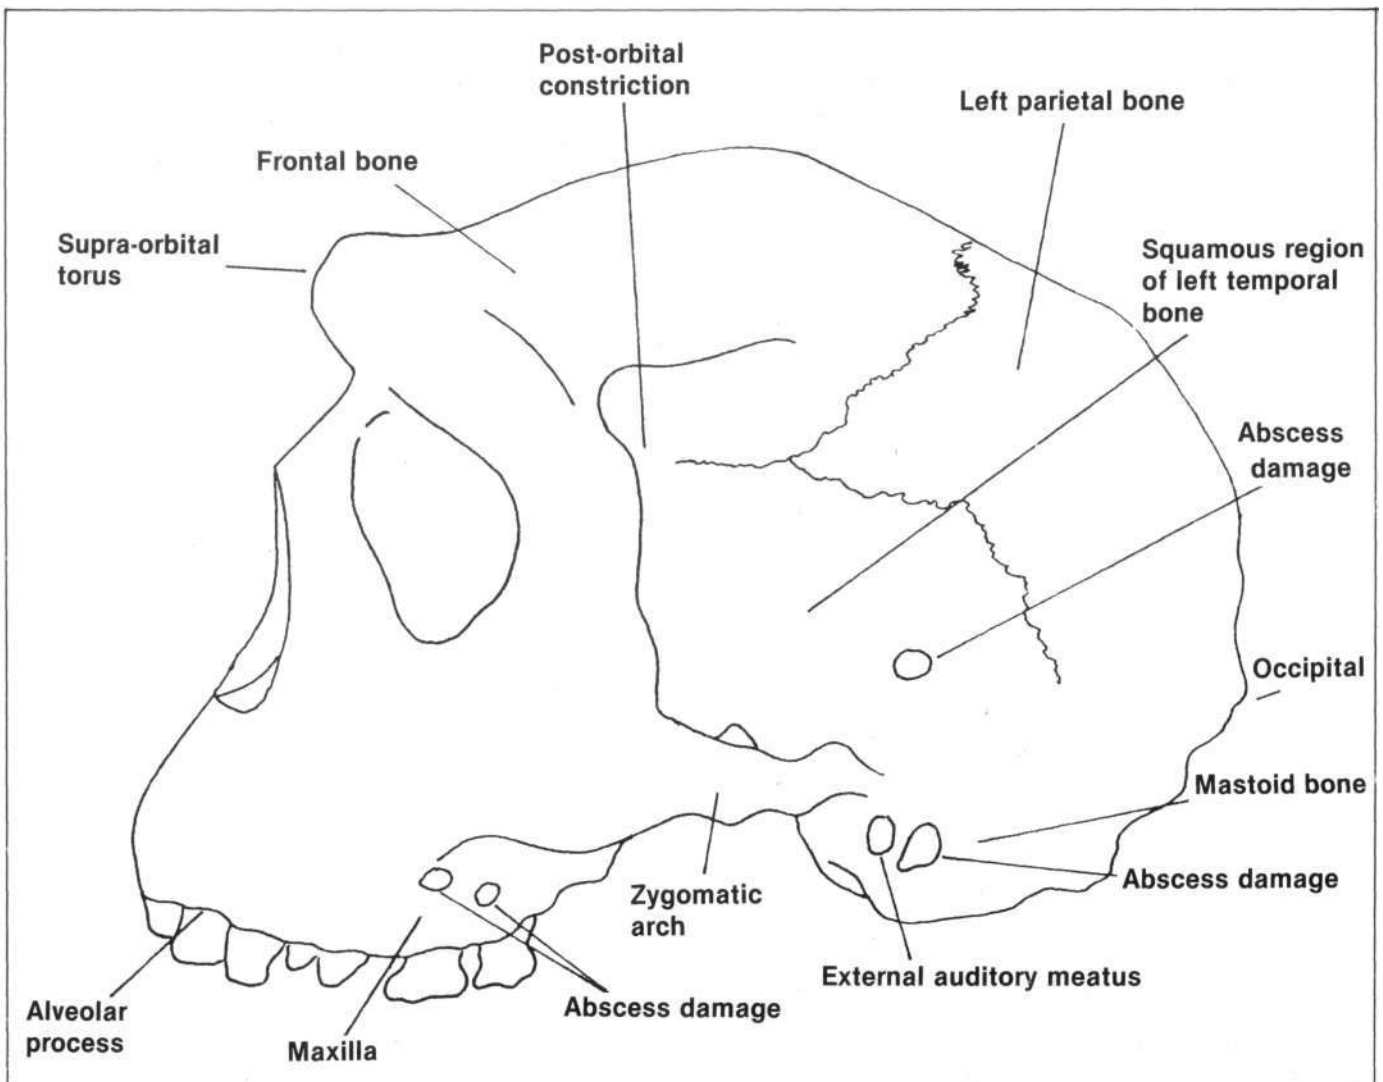 Post-orbital
constriction
Left parietal bone
Frontal bone
Supra-orbital
torus
Squamous region
of left temporal
bone
Abscess
damage
Occipital
Mastoid bone
Abscess damage
Zygomatic
arch
External auditory meatus
Abscess damage
Alveolar
process
Maxilla